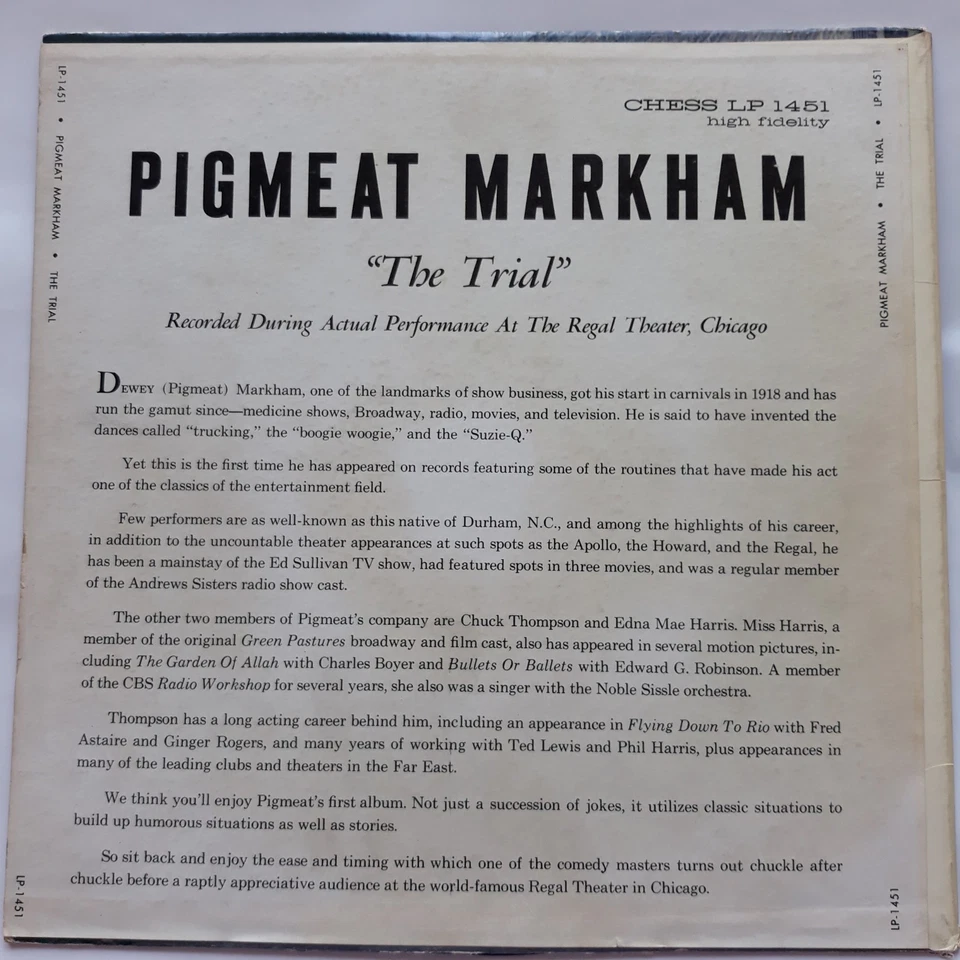 CHESS LP 1451
high fidelity
PIGMEAT MARKHAM
“The Trial”
Recorded During Actual Performance At The Regal Theater, Chicago
DEWEY (Pigmeat) Markham, one of the landmarks of show business, got his start in carnivals in 1918 and has
run the gamut since—medicine shows, Broadway, radio, movies, and television. He is said to have invented the
dances called “trucking,” the “boogie woogie,” and the “Suzie-Q.”
Yet this is the first time he has appeared on records featuring some of the routines that have made his act
one of the classics of the entertainment field.
Few performers are as well-known as this native of Durham, N.C., and among the highlights of his career,
in addition to the uncountable theater appearances at such spots as the Apollo, the Howard, and the Regal, he
has been a mainstay of the Ed Sullivan TV show, had featured spots in three movies, and was a regular member
of the Andrews Sisters radio show cast.
The other two members of Pigmeat’s company are Chuck Thompson and Edna Mae Harris. Miss Harris, a
member of the original Green Pastures broadway and film cast, also has appeared in several motion pictures, in-
cluding The Garden Of Allah with Charles Boyer and Bullets Or Ballets with Edward G. Robinson. A member
of the CBS Radio Workshop for several years, she also was a singer with the Noble Sissle orchestra.
Thompson has a long acting career behind him, including an appearance in Flying Down To Rio with Fred
Astaire and Ginger Rogers, and many years of working with Ted Lewis and Phil Harris, plus appearances in
many of the leading clubs and theaters in the Far East.
We think you’ll enjoy Pigmeat’s first album. Not just a succession of jokes, it utilizes classic situations to
build up humorous situations as well as stories.
So sit back and enjoy the ease and timing with which one of the comedy masters turns out chuckle after
chuckle before a raptly appreciative audience at the world-famous Regal Theater in Chicago.
LP-1451 • PIGMEAT MARKHAM • THE TRIAL
LP-1451
PIGMEAT MARKHAM • THE TRIAL • LP-1451
LP-1451